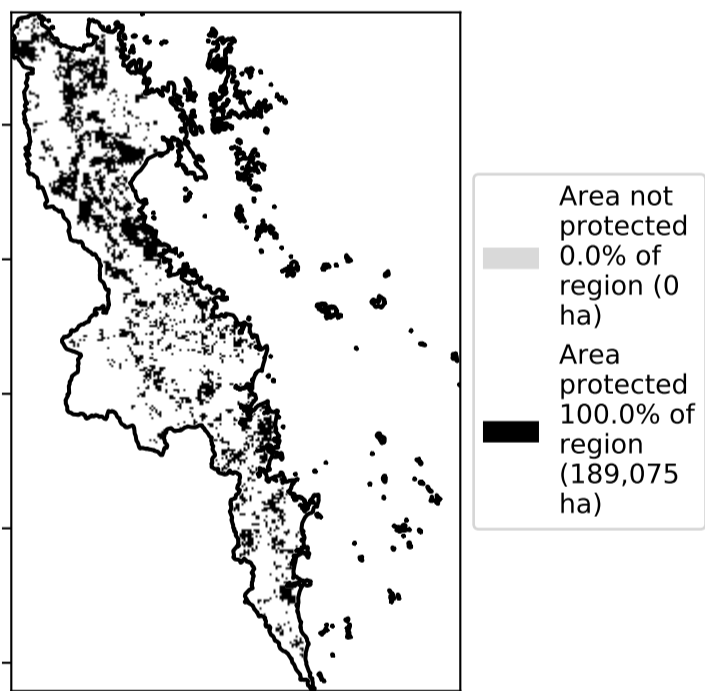 Area not
protected
0.0% of
region (0
ha)
Area
protected
100.0% of
region
(189,075
ha)